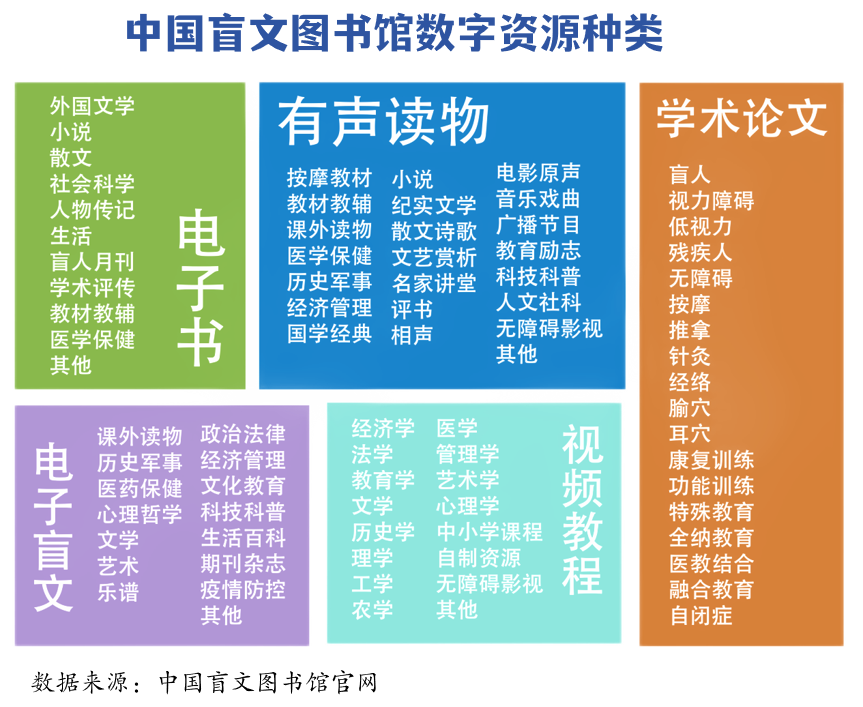 中国盲文图书馆数字资源种类
外国文学
小说
散文
社会科学
人物传记
生活
盲人月刊
学术评传
教材教辅
医学保健
其他
电子书
有声读物
按摩教材
教材教辅
课外读物
医学保健
历史军事
经济管理
国学经典
小说
纪实文学
散文诗歌
文艺赏析
名家讲堂
评书
相声
电影原声
音乐戏曲
广播节目
教育励志
科技科普
人文社科
无障碍影视
其他
学术论文
盲人
视力障碍
低视力
残疾人
无障碍
按摩
推拿
针灸
经络
腧穴
耳穴
康复训练
功能训练
特殊教育
全纳教育
医教结合
融合教育
自闭症
电子盲文
课外读物
历史军事
医药保健
心理哲学
文学
艺术
乐谱
政治法律
经济管理
文化教育
科技科普
生活百科
期刊杂志
疫情防控
其他
经济学
法学
教育学
文学
历史学
理学
工学
农学
医学
管理学
艺术学
心理学
中小学课程
自制资源
无障碍影视
其他
视频教程
数据来源：中国盲文图书馆官网